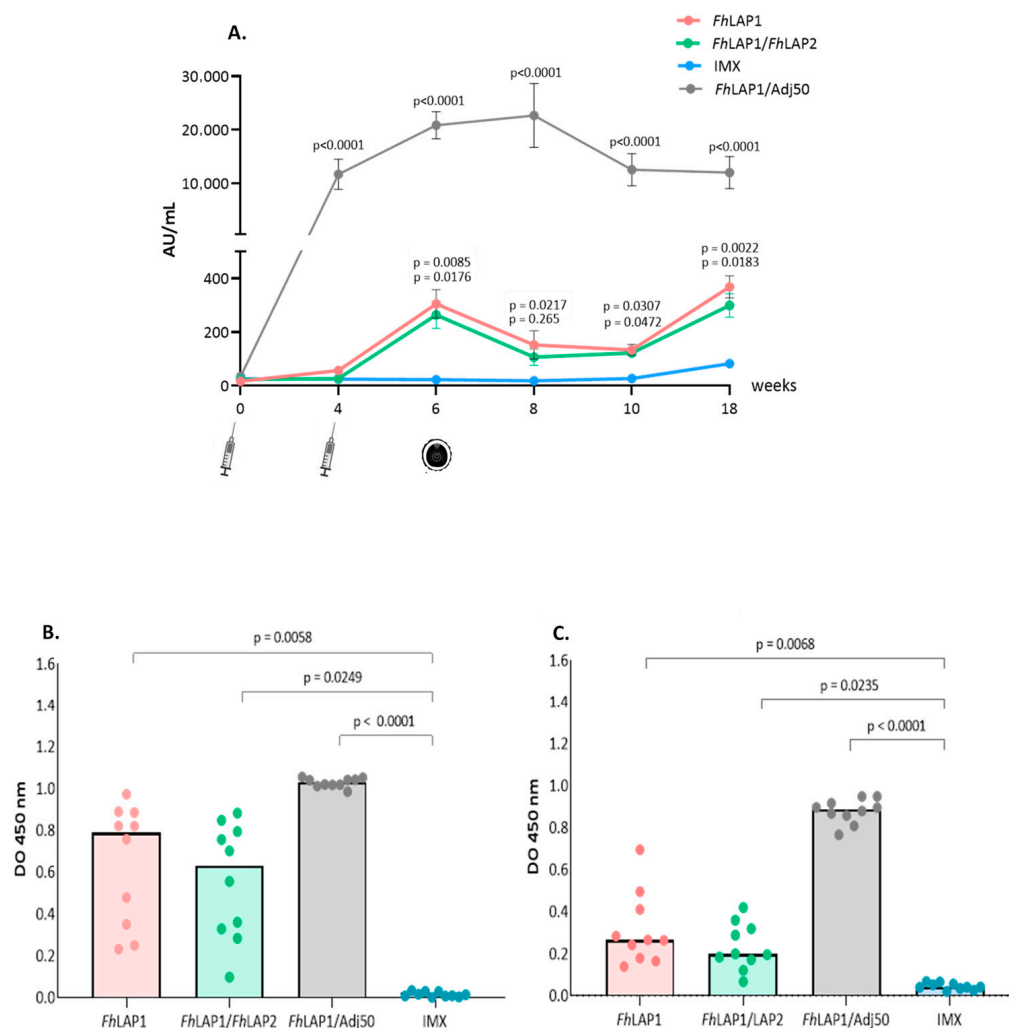 A.
FhLAP1
FhLAP1/FhLAP2
IMX
FhLAP1/Adj50
AU/mL
30,000
20,000
10,000
400
200
0
p<0.0001
p<0.0001
p<0.0001
p<0.0001
p<0.0001
p = 0.0085
p = 0.0176
p = 0.0217
p = 0.265
p = 0.0307
p = 0.0472
p = 0.0022
p = 0.0183
0 4 6 8 10 18 weeks
B.
p = 0.0058
p = 0.0249
p < 0.0001
DO 450 nm
1.6
1.4
1.2
1.0
0.8
0.6
0.4
0.2
0.0
FhLAP1 FhLAP1/FhLAP2 FhLAP1/Adj50 IMX
C.
p = 0.0068
p = 0.0235
p < 0.0001
DO 450 nm
1.6
1.4
1.2
1.0
0.8
0.6
0.4
0.2
0.0
FhLAP1 FhLAP1/LAP2 FhLAP1/Adj50 IMX